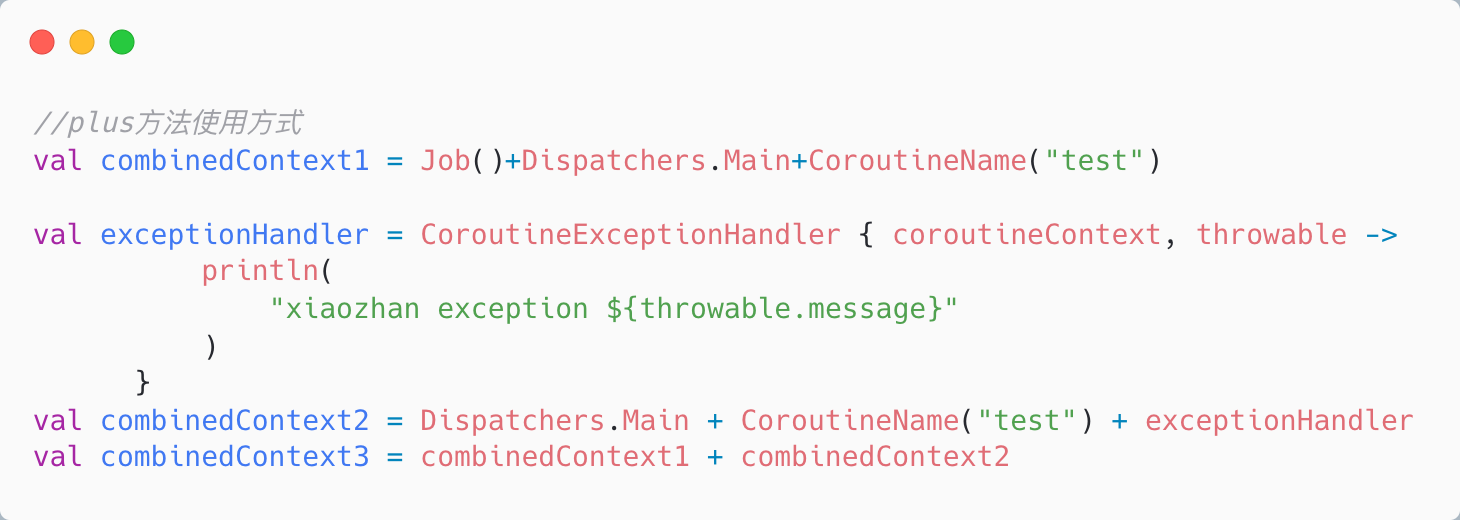 //plus方法使用方式
val combinedContext1 = Job()+Dispatchers.Main+CoroutineName("test")
val exceptionHandler = CoroutineExceptionHandler { coroutineContext, throwable ->
println(
"xiaozhan exception ${throwable.message}"
)
}
val combinedContext2 = Dispatchers.Main + CoroutineName("test") + exceptionHandler
val combinedContext3 = combinedContext1 + combinedContext2